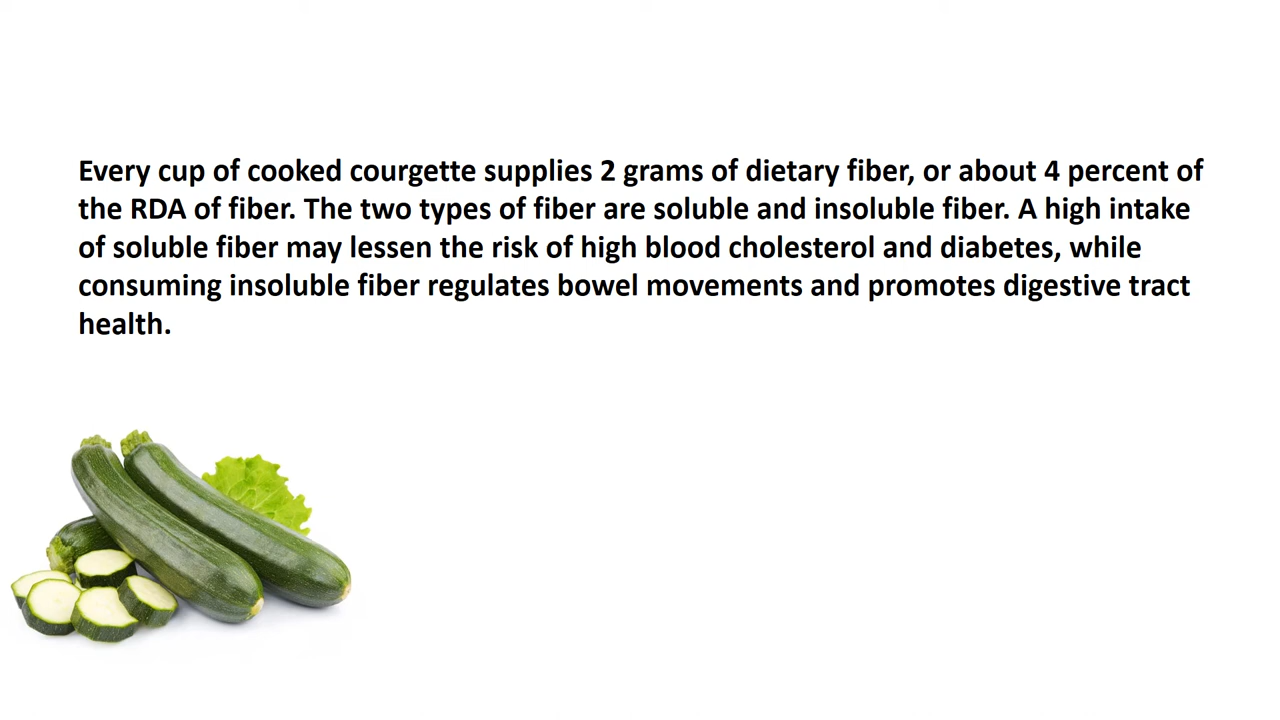 Every cup of cooked courgette supplies 2 grams of dietary fiber, or about 4 percent of
the RDA of fiber. The two types of fiber are soluble and insoluble fiber. A high intake
of soluble fiber may lessen the risk of high blood cholesterol and diabetes, while
consuming insoluble fiber regulates bowel movements and promotes digestive tract
health.